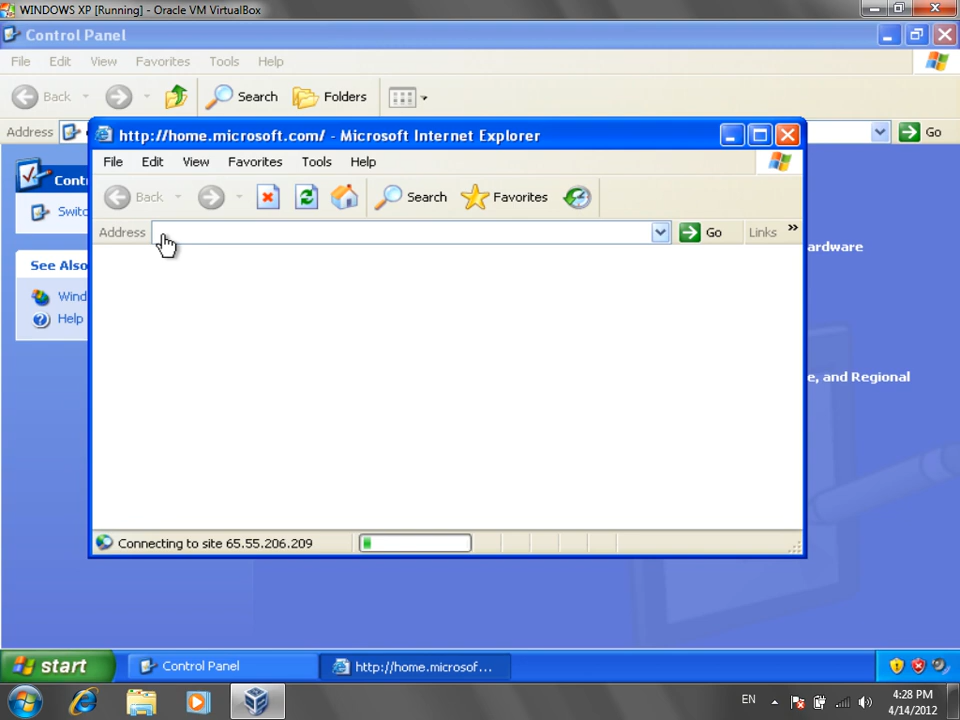 WINDOWS XP [Running] - Oracle VM VirtualBox
Control Panel
File Edit View Favorites Tools Help
Back Search Folders
Address Go
http://home.microsoft.com/ - Microsoft Internet Explorer
File Edit View Favorites Tools Help
Back Search Favorites
Address Go Links »
Cont
Switc
See Also
Wind
Help
ardware
e, and Regional
Connecting to site 65.55.206.209
start Control Panel http://home.microsof...
EN 4:28 PM
4/14/2012